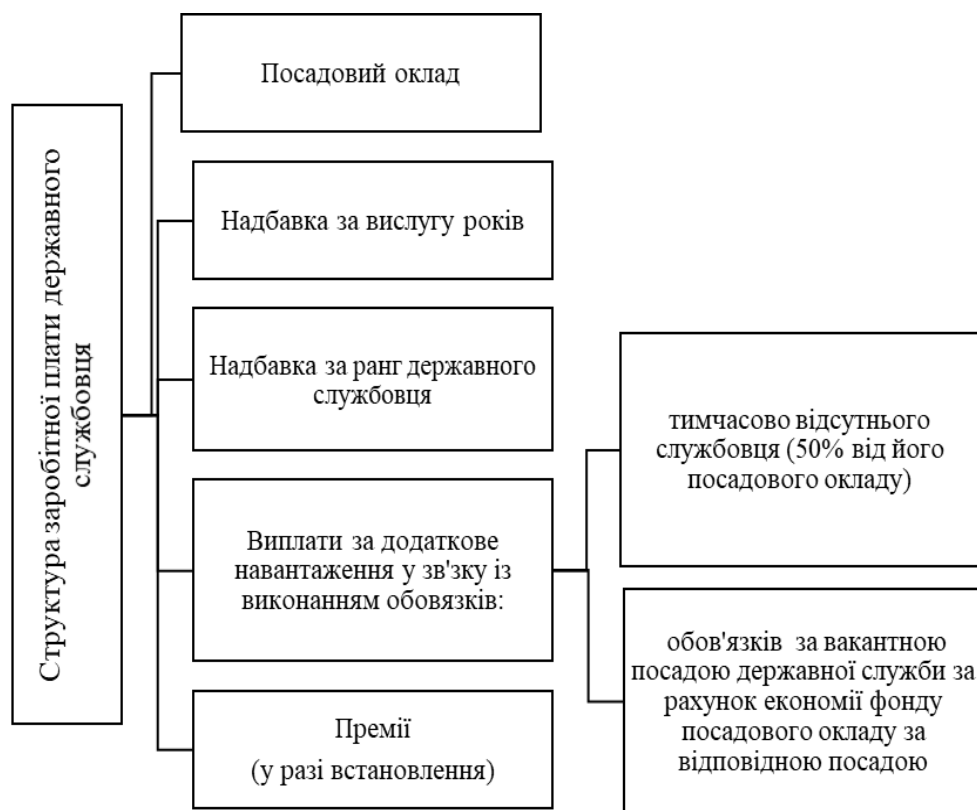 Структура заробітної плати державного
службовця
Посадовий оклад
Надбавка за вислугу років
Надбавка за ранг державного
службовця
Виплати за додаткове
навантаження у зв'зку із
виконанням обовязків:
тимчасово відсутнього
службовця (50% від його
посадового окладу)
обов'язків за вакантною
посадою державної служби за
рахунок економії фонду
посадового окладу за
відповідною посадою
Премії
(у разі встановлення)